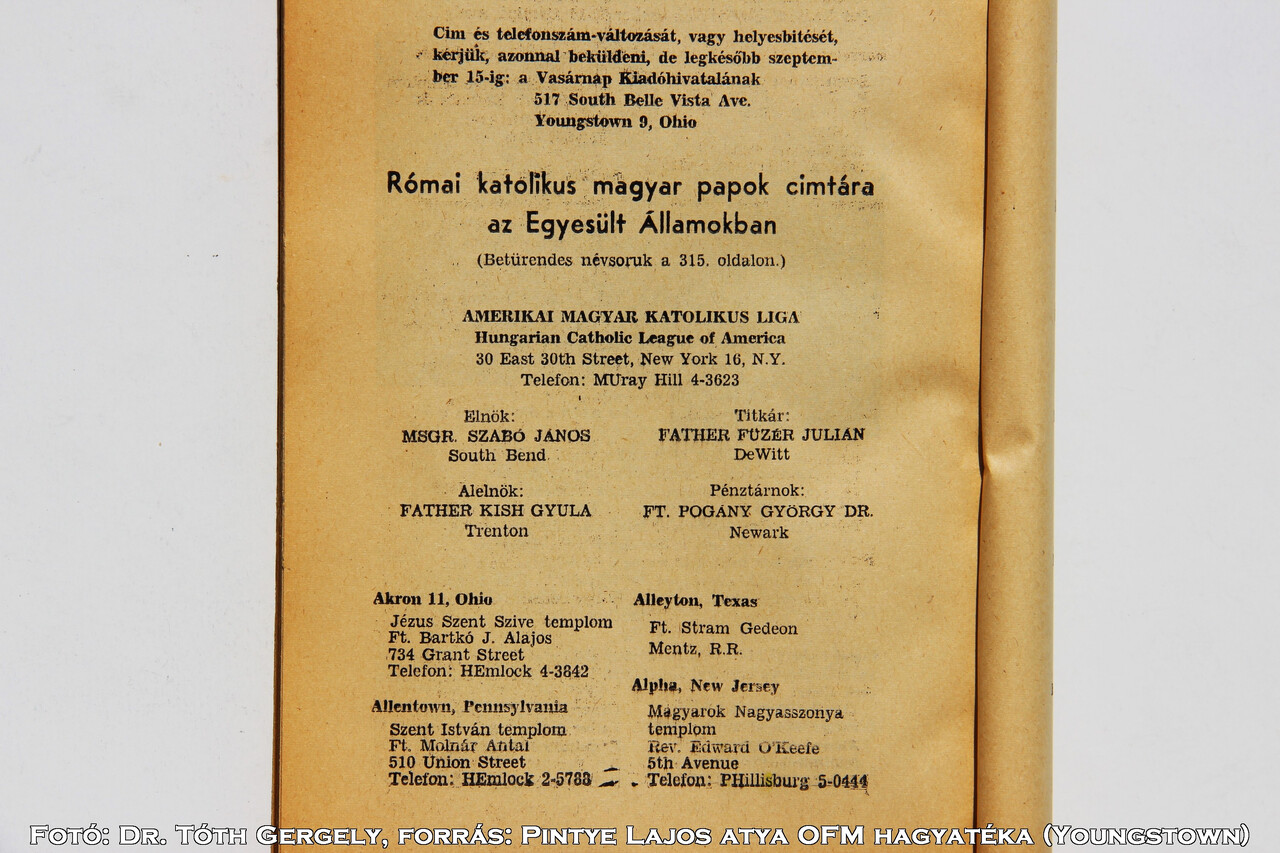 Cim és telefonszám-változását, vagy helyesbitését,
kérjük, azonnal beküldeni, de legkésőbb szeptem-
ber 15-ig: a Vasárnap Kiadóhivatalának
517 South Belle Vista Ave.
Youngstown 9, Ohio
Római katolikus magyar papok cimtára
az Egyesült Államokban
(Betürendes névsoruk a 315. oldalon.)
AMERIKAI MAGYAR KATOLIKUS LIGA
Hungarian Catholic League of America
30 East 30th Street, New York 16, N.Y.
Telefon: MUray Hill 4-3623
Elnök:
MSGR. SZABÓ JÁNOS
South Bend
Titkár:
FATHER FÜZÉR JULIÁN
DeWitt
Alelnök:
FATHER KISH GYULA
Trenton
Pénztárnok:
FT. POGÁNY GYÖRGY DR.
Newark
Akron 11, Ohio
Jézus Szent Szive templom
Ft. Bartkó J. Alajos
734 Grant Street
Telefon: HEmlock 4-3842
Allentown, Pennsylvania
Szent István templom
Ft. Molnár Antal
510 Union Street
Telefon: HEmlock 2-5788
Alleyton, Texas
Ft. Stram Gedeon
Mentz, R.R.
Alpha, New Jersey
Magyarok Nagyasszonya
templom
Rev. Edward O'Keefe
5th Avenue
Telefon: PHillisburg 5-0444
Fotó: Dr. Tóth Gergely, forrás: Pintye Lajos atya OFM hagyatéka (Youngstown)